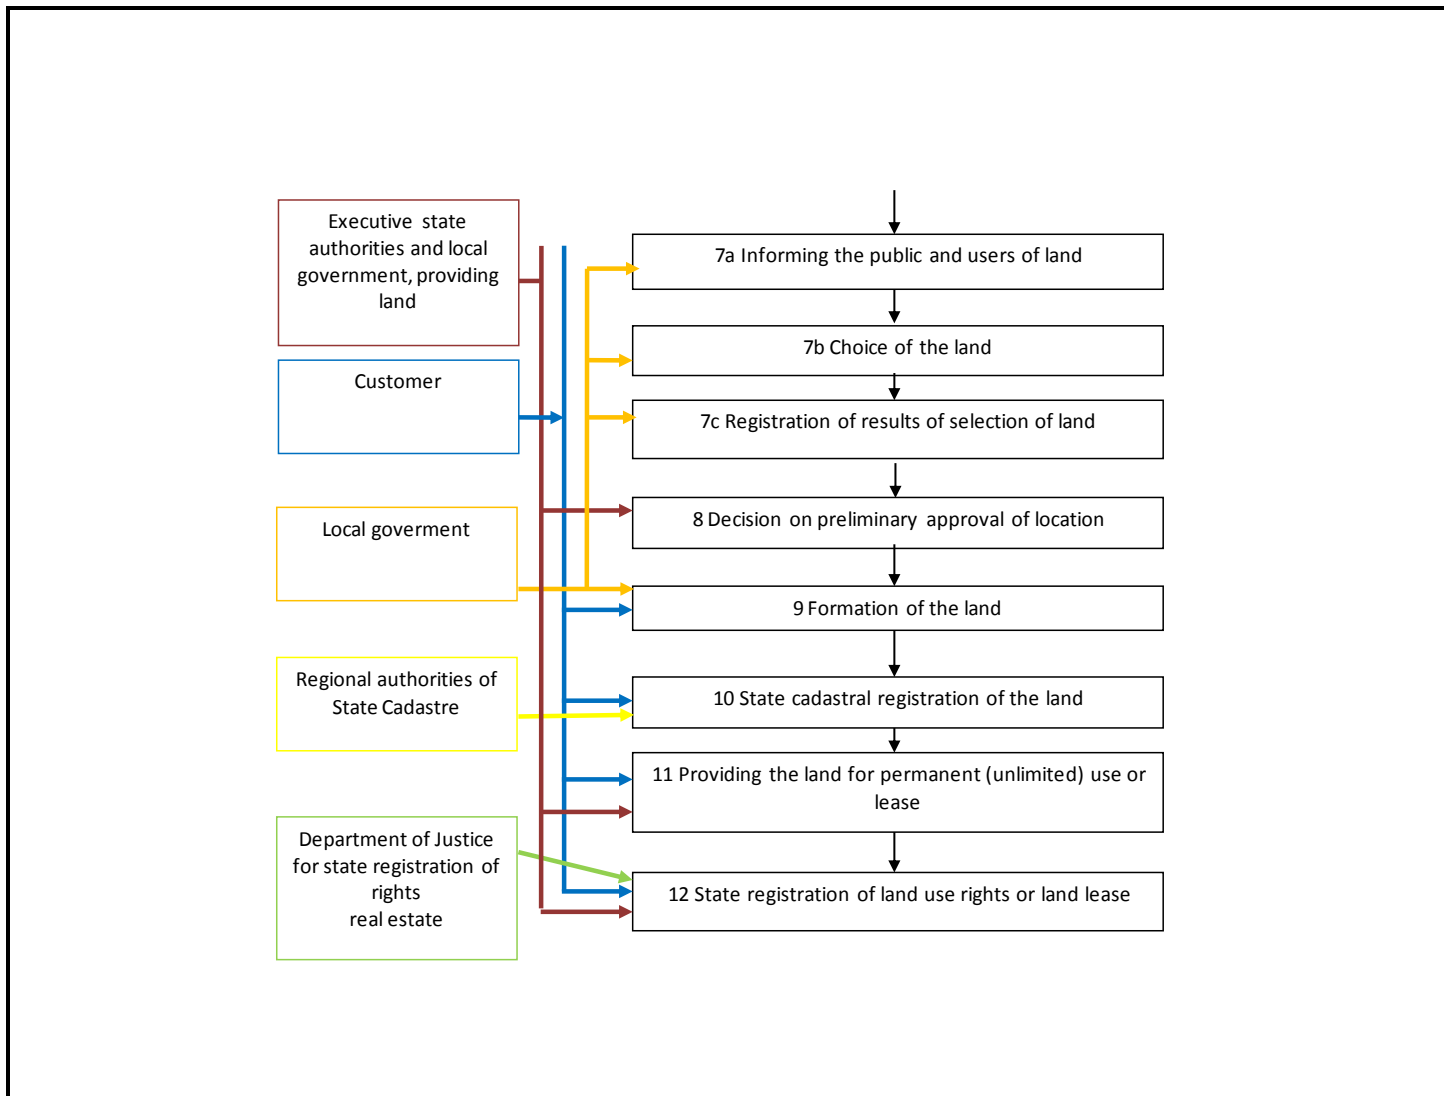 Executive state
authorities and local
government, providing
land
Customer
Local goverment
Regional authorities of
State Cadastre
Department of Justice
for state registration of
rights
real estate
7a Informing the public and users of land
7b Choice of the land
7c Registration of results of selection of land
8 Decision on preliminary approval of location
9 Formation of the land
10 State cadastral registration of the land
11 Providing the land for permanent (unlimited) use or
lease
12 State registration of land use rights or land lease